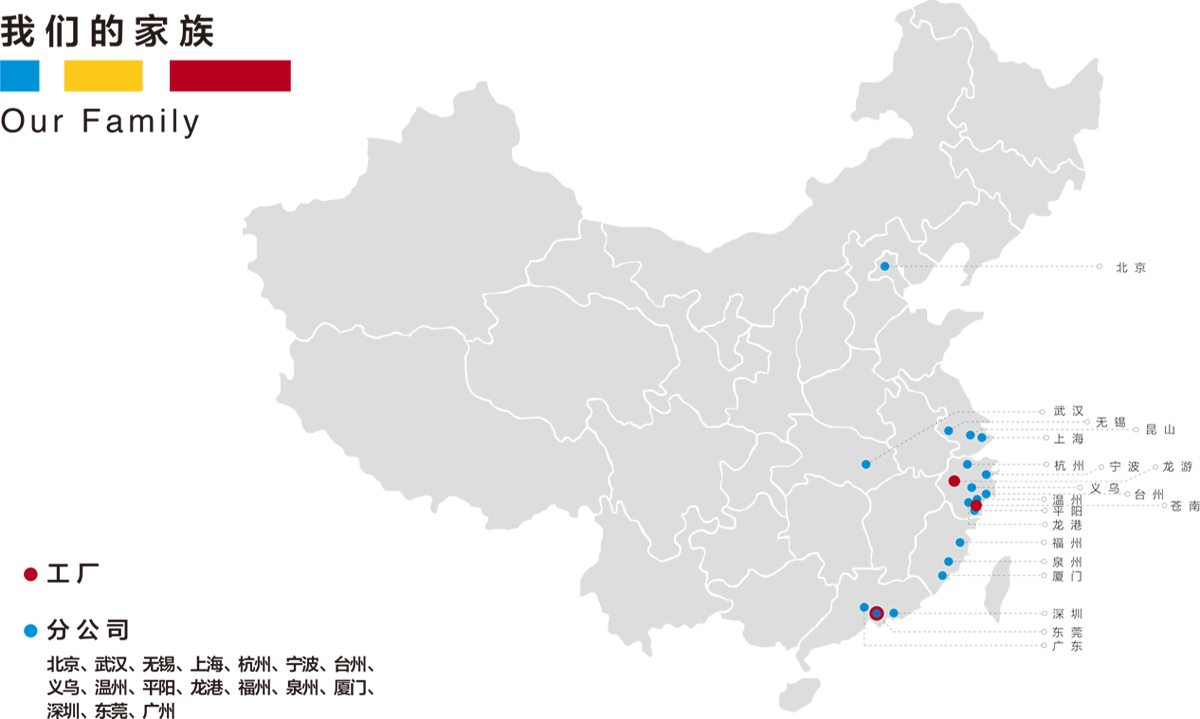 我们的家族
Our Family
北京
武汉
无锡
昆山
上海
杭州
宁波
龙游
义乌
台州
温州
苍南
平阳
龙港
福州
泉州
厦门
深圳
东莞
广东
工厂
分公司
北京、武汉、无锡、上海、杭州、宁波、台州、
义乌、温州、平阳、龙港、福州、泉州、厦门、
深圳、东莞、广州